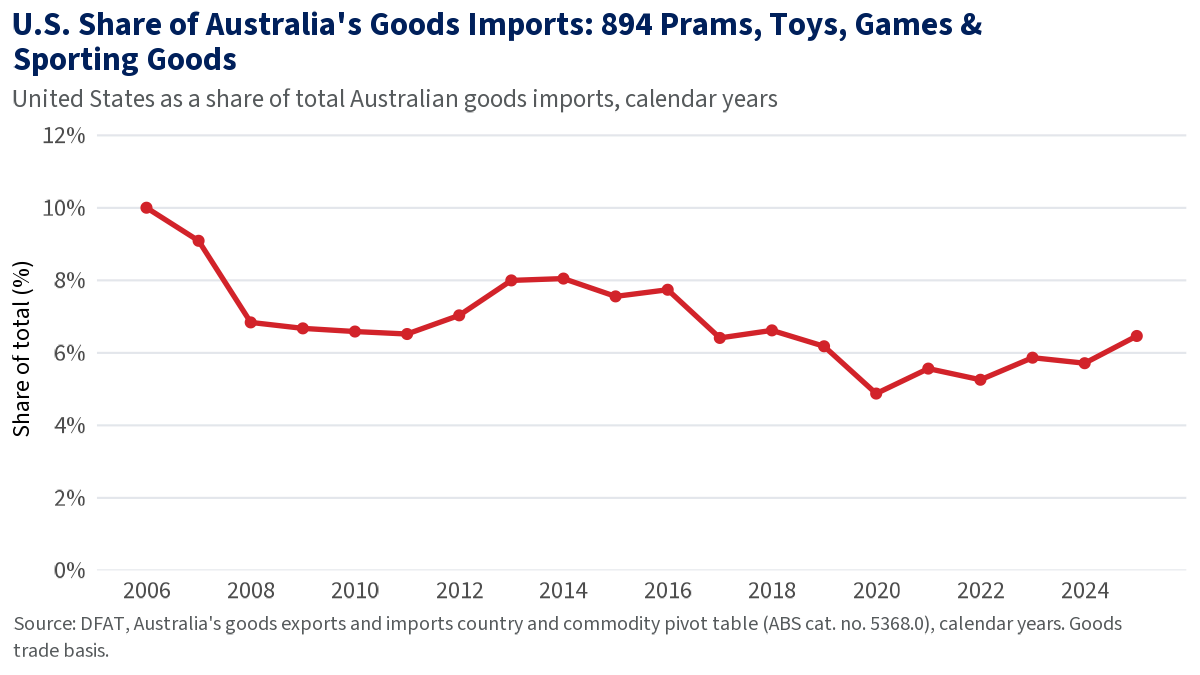 U.S. Share of Australia's Goods Imports: 894 Prams, Toys, Games &
Sporting Goods
United States as a share of total Australian goods imports, calendar years
12%
10%
8%
6%
4%
2%
0%
Share of total (%)
2006 2008 2010 2012 2014 2016 2018 2020 2022 2024
Source: DFAT, Australia's goods exports and imports country and commodity pivot table (ABS cat. no. 5368.0), calendar years. Goods
trade basis.